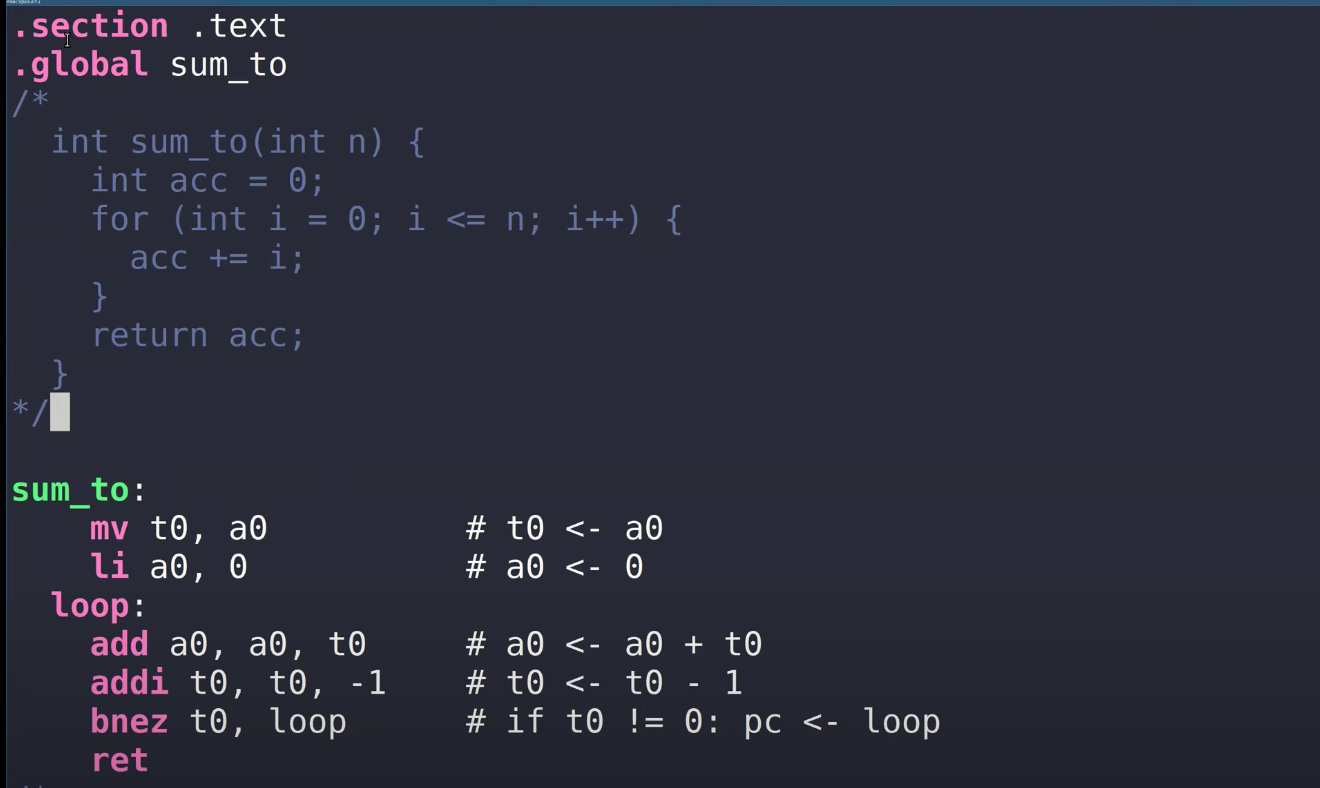 .section .text
.global sum_to
/*
  int sum_to(int n) {
    int acc = 0;
    for (int i = 0; i <= n; i++) {
      acc += i;
    }
    return acc;
  }
*/
sum_to:
    mv t0, a0          # t0 <- a0
    li a0, 0           # a0 <- 0
  loop:
    add a0, a0, t0     # a0 <- a0 + t0
    addi t0, t0, -1    # t0 <- t0 - 1
    bnez t0, loop      # if t0 != 0: pc <- loop
    ret